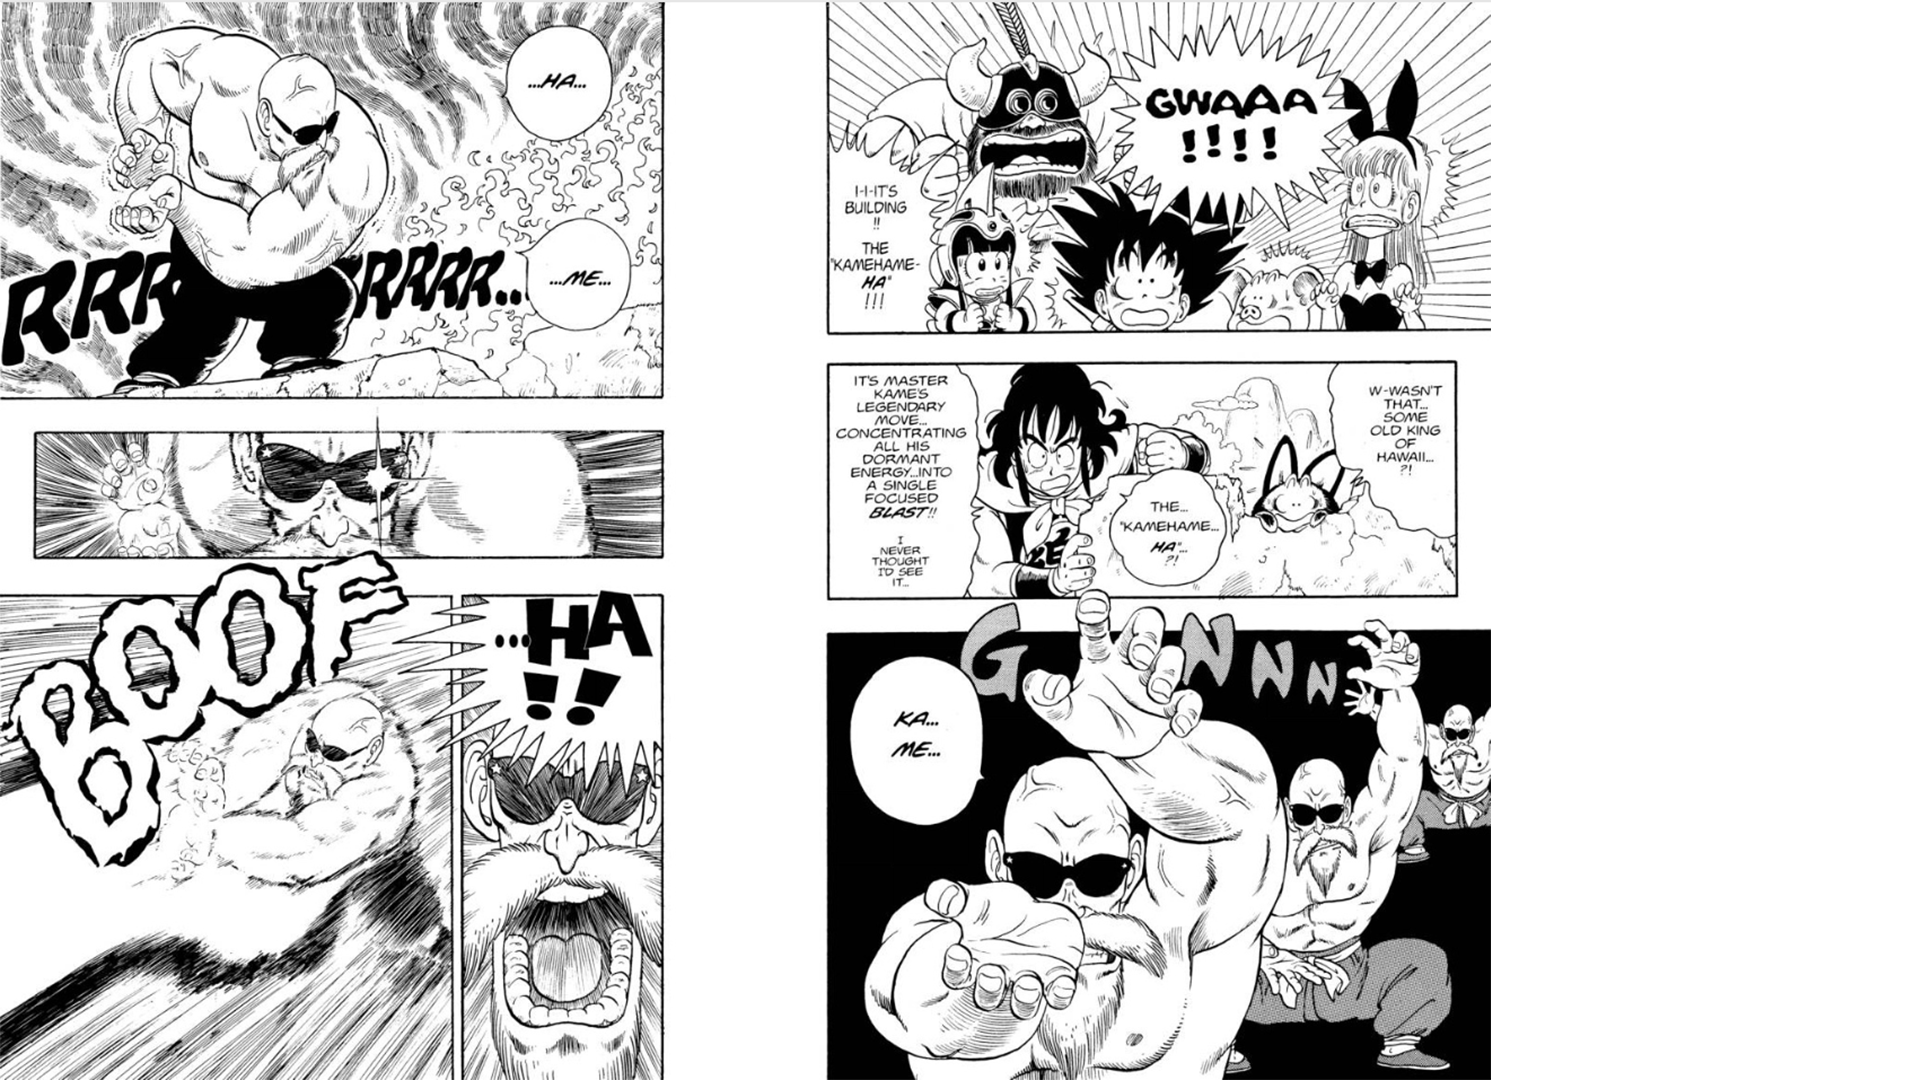 GWAAA
!!!!
I-I-IT'S
BUILDING
!!
THE
"KAMEHAME-
HA"
!!!
W-WASN'T
THAT...
SOME
OLD KING
OF
HAWAII...
?!
THE...
"KAMEHAME...
HA"...
?!
IT'S MASTER
KAME'S
LEGENDARY
MOVE...
CONCENTRATING
ALL HIS
DORMANT
ENERGY...INTO
A SINGLE
FOCUSED
BLAST!!
I
NEVER
THOUGHT
I'D SEE
IT...
G NNN
KA...
ME...
...HA...
...ME...
RRRRRRR...
...HA
!!
BOOF